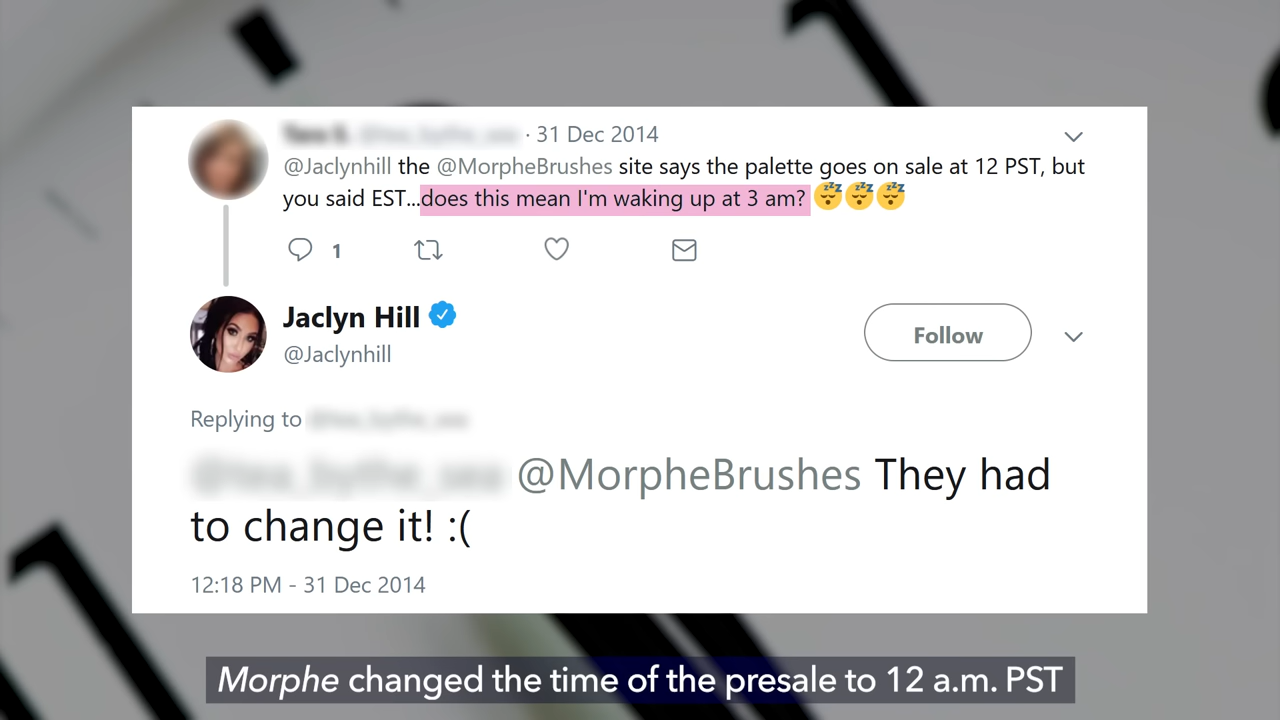 · 31 Dec 2014
@Jaclynhill the @MorpheBrushes site says the palette goes on sale at 12 PST, but
you said EST...does this mean I'm waking up at 3 am? 😴😴😴
1
Jaclyn Hill
@Jaclynhill
Follow
Replying to
@MorpheBrushes They had
to change it! :(
12:18 PM - 31 Dec 2014
Morphe changed the time of the presale to 12 a.m. PST